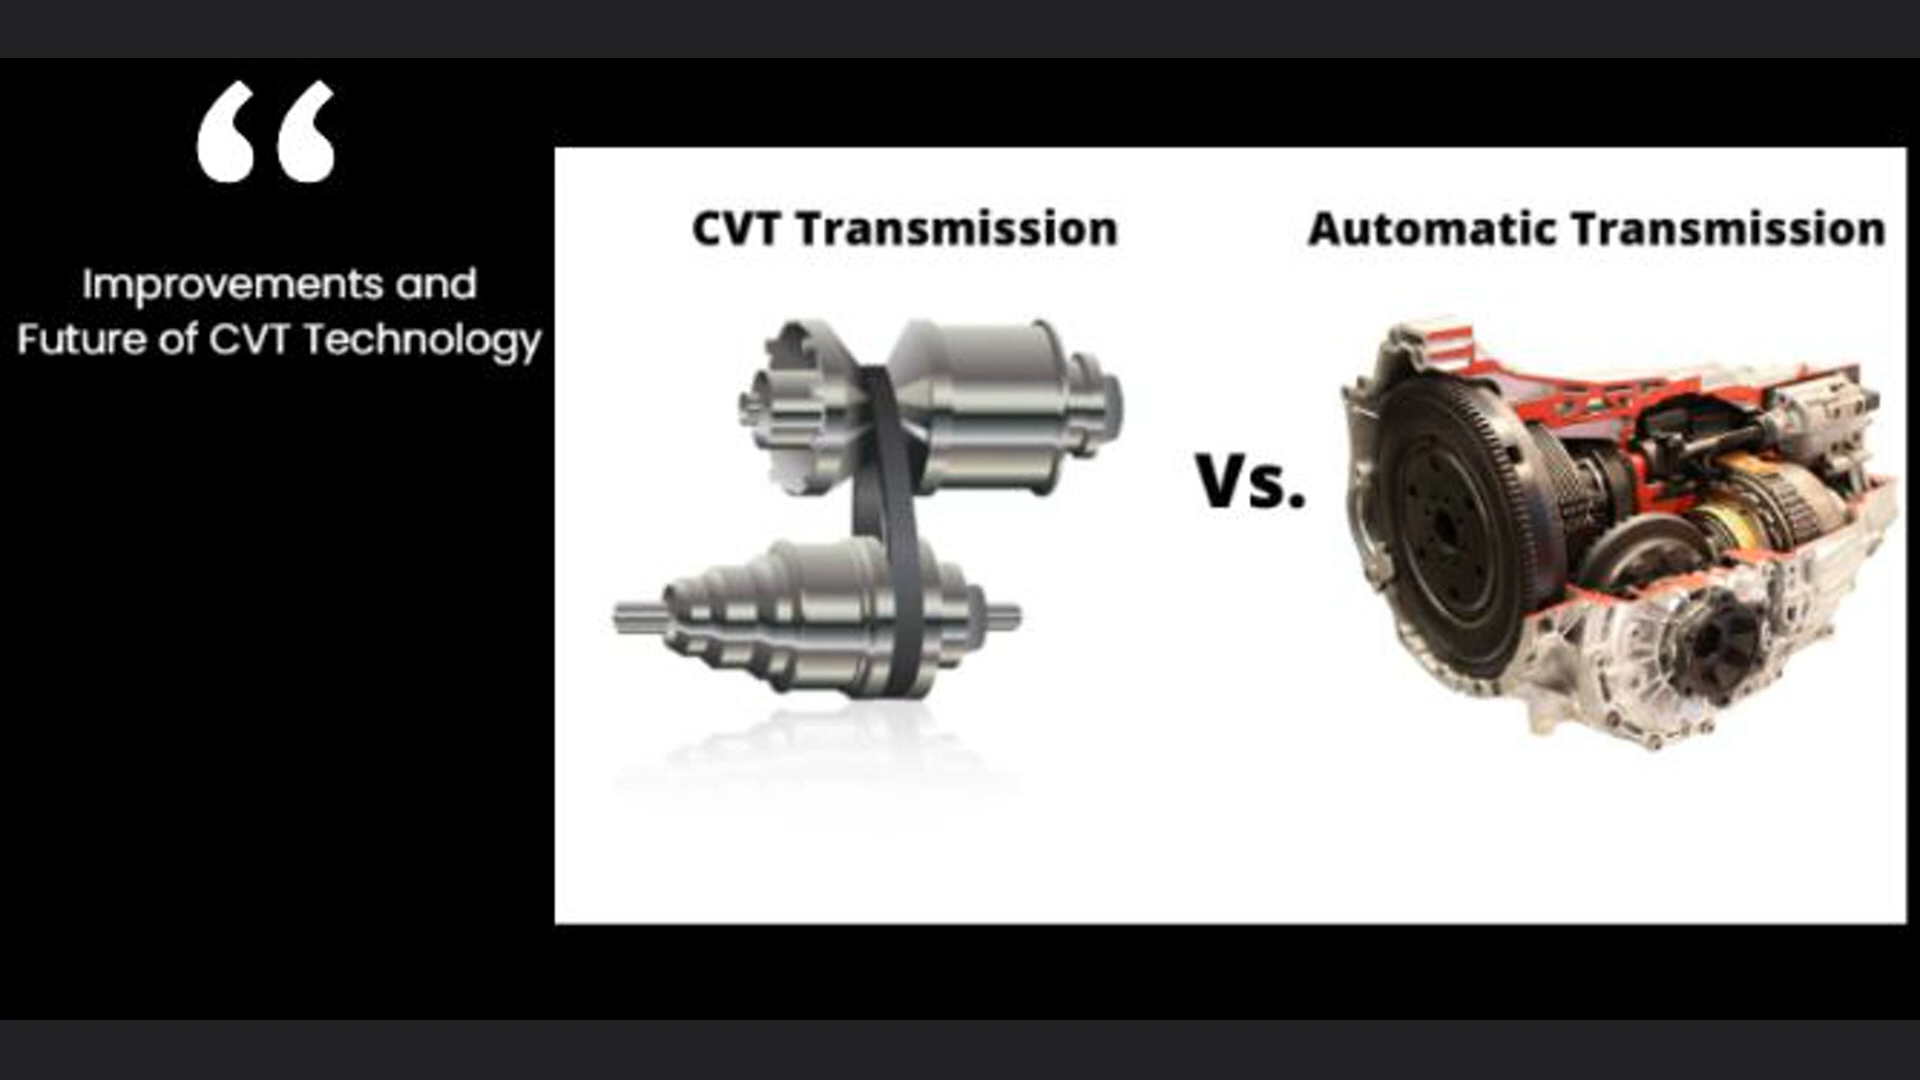 “
Improvements and
Future of CVT Technology
CVT Transmission
Vs.
Automatic Transmission